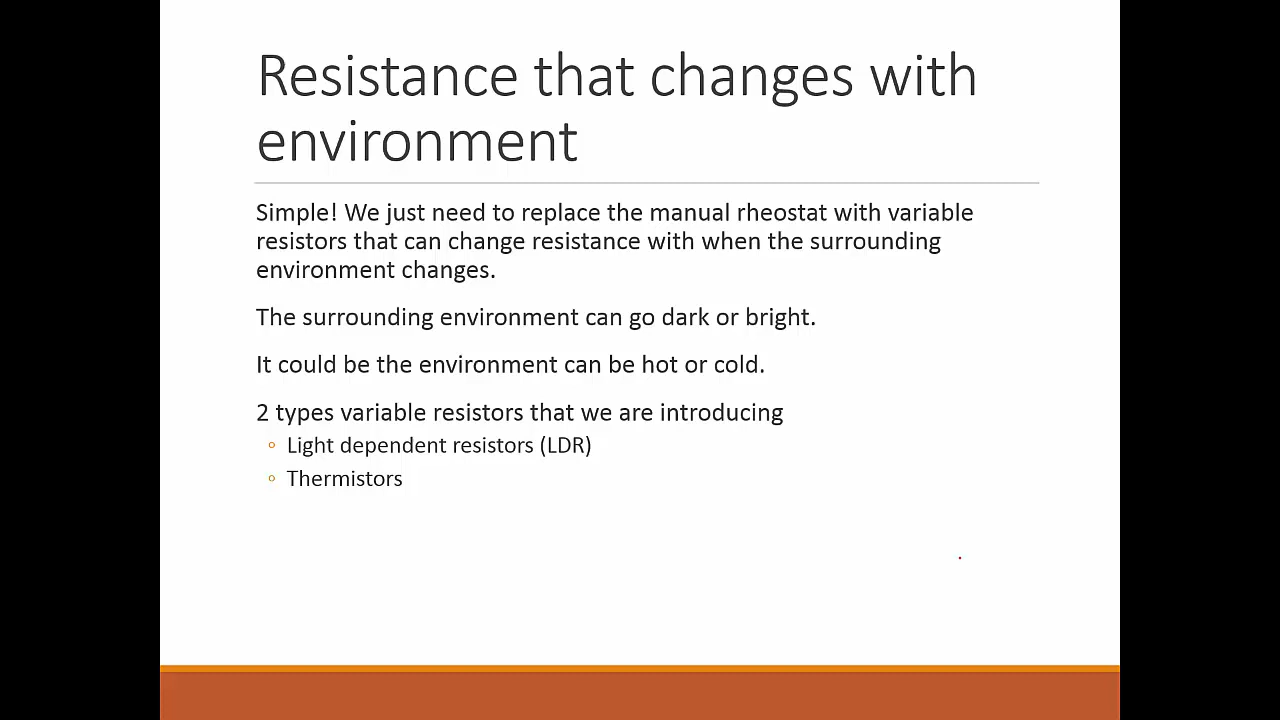 Resistance that changes with
environment
Simple! We just need to replace the manual rheostat with variable
resistors that can change resistance with when the surrounding
environment changes.
The surrounding environment can go dark or bright.
It could be the environment can be hot or cold.
2 types variable resistors that we are introducing
Light dependent resistors (LDR)
Thermistors